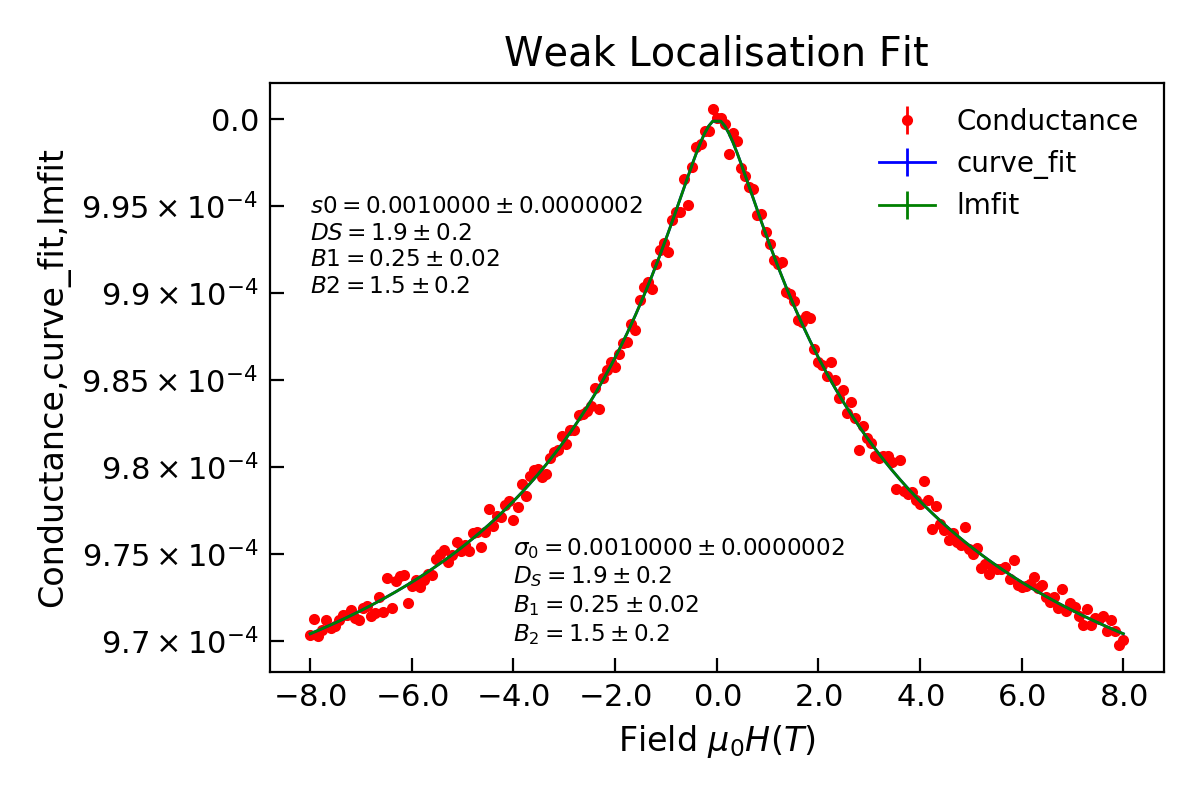 Weak Localisation Fit
Conductance,curve_fit,lmfit
0.0
9.95 × 10⁻⁴
9.9 × 10⁻⁴
9.85 × 10⁻⁴
9.8 × 10⁻⁴
9.75 × 10⁻⁴
9.7 × 10⁻⁴
Conductance
curve_fit
lmfit
s0 = 0.0010000 ± 0.0000002
DS = 1.9 ± 0.2
B1 = 0.25 ± 0.02
B2 = 1.5 ± 0.2
σ₀ = 0.0010000 ± 0.0000002
Dₛ = 1.9 ± 0.2
B₁ = 0.25 ± 0.02
B₂ = 1.5 ± 0.2
−8.0 −6.0 −4.0 −2.0 0.0 2.0 4.0 6.0 8.0
Field μ₀H(T)